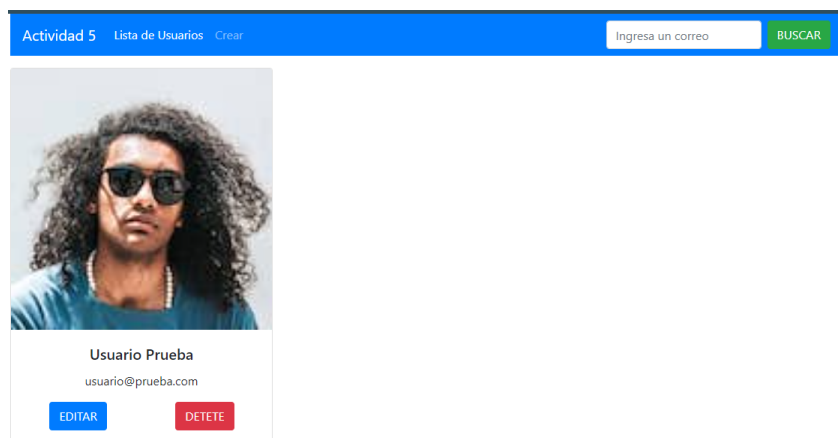 Actividad 5 Lista de Usuarios Crear Ingresa un correo BUSCAR
Usuario Prueba
usuario@prueba.com
EDITAR DETETE